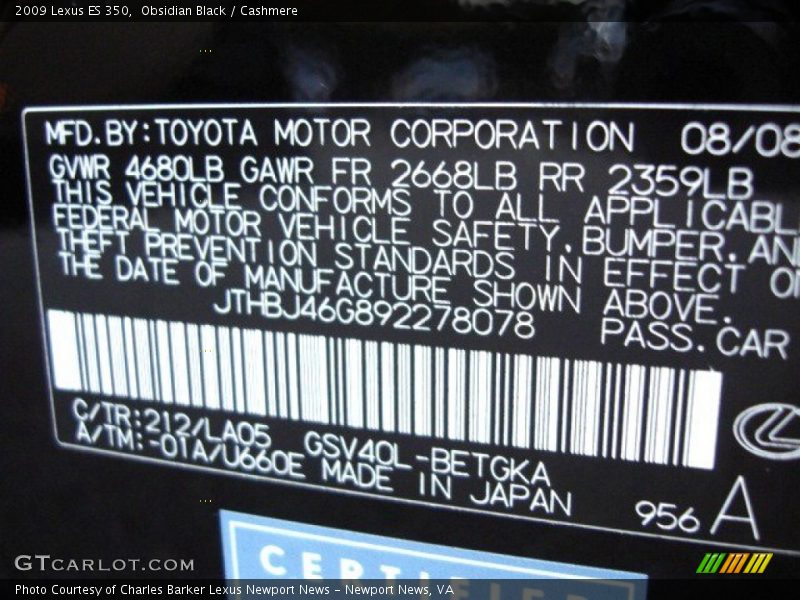 2009 Lexus ES 350, Obsidian Black / Cashmere
MFD.BY:TOYOTA MOTOR CORPORATION 08/08
GVWR 4680LB GAWR FR 2668LB RR 2359LB
THIS VEHICLE CONFORMS TO ALL APPLICABL
FEDERAL MOTOR VEHICLE SAFETY,BUMPER,AN
THEFT PREVENTION STANDARDS IN EFFECT O
THE DATE OF MANUFACTURE SHOWN ABOVE.
JTHBJ46G892278078 PASS.CAR
C/TR:212/LA05 GSV40L-BETGKA
A/TM:-01A/U660E MADE IN JAPAN
956 A
CERTIFIED
GTCARLOT.COM
Photo Courtesy of Charles Barker Lexus Newport News - Newport News, VA